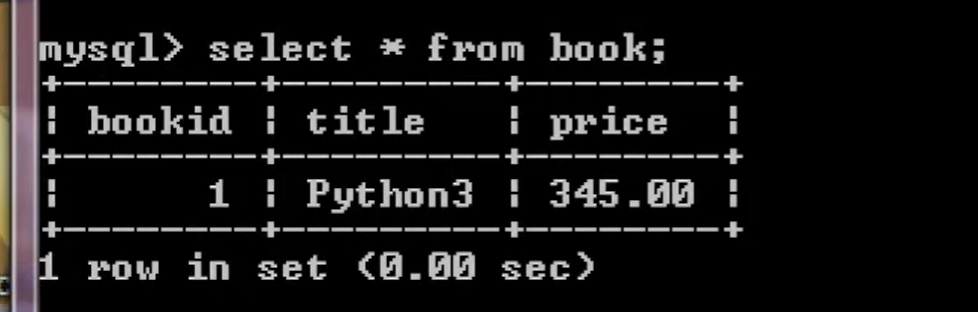 mysql> select * from book;
+--------+---------+--------+
| bookid | title   | price  |
+--------+---------+--------+
|      1 | Python3 | 345.00 |
+--------+---------+--------+
1 row in set (0.00 sec)